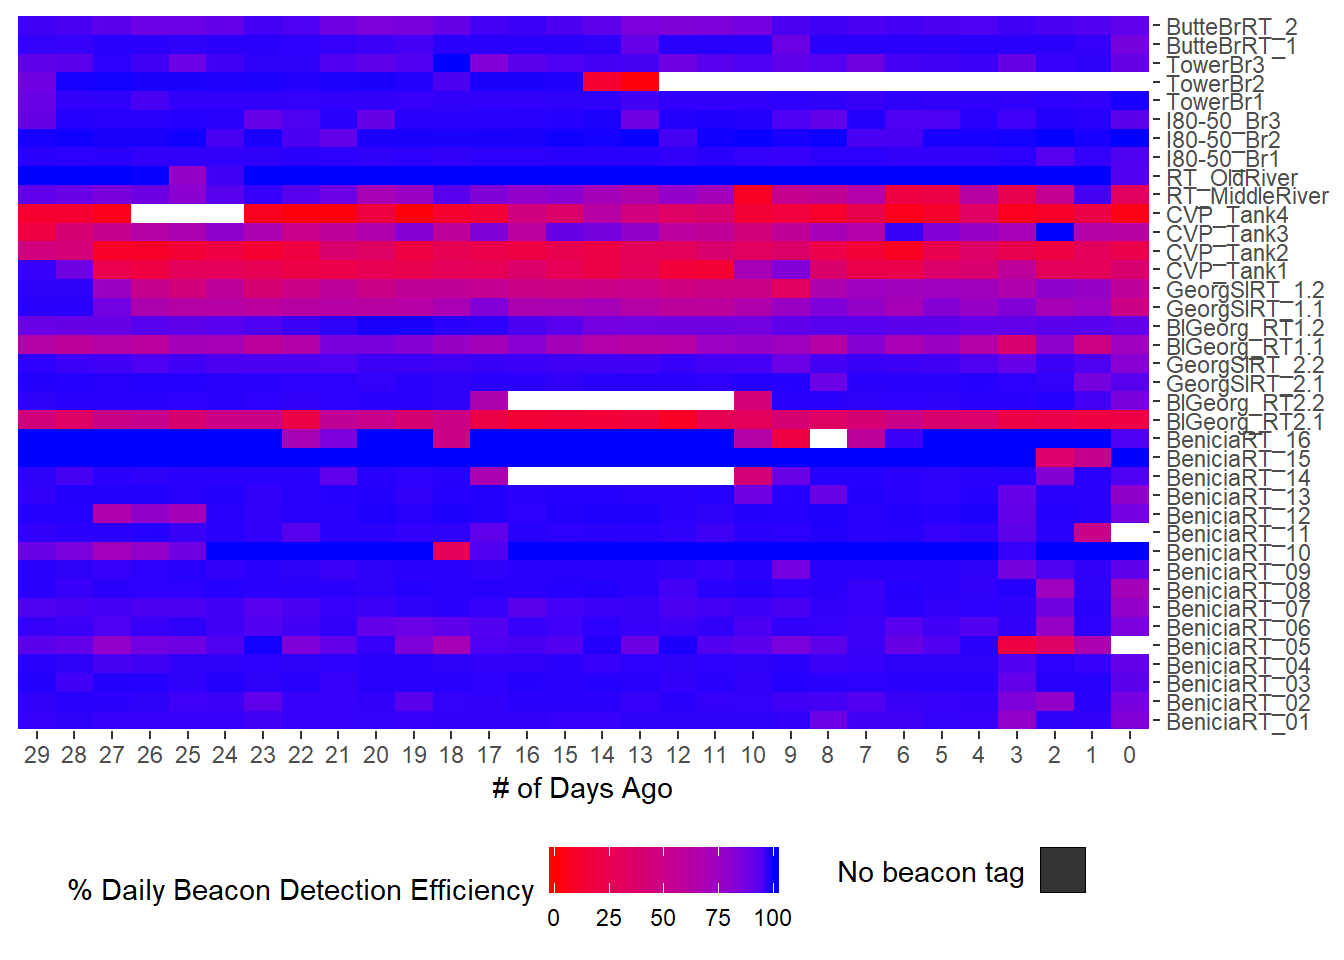 ButteBrRT_2
ButteBrRT_1
TowerBr3
TowerBr2
TowerBr1
I80-50_Br3
I80-50_Br2
I80-50_Br1
RT_OldRiver
RT_MiddleRiver
CVP_Tank4
CVP_Tank3
CVP_Tank2
CVP_Tank1
GeorgSlRT_1.2
GeorgSlRT_1.1
BlGeorg_RT1.2
BlGeorg_RT1.1
GeorgSlRT_2.2
GeorgSlRT_2.1
BlGeorg_RT2.2
BlGeorg_RT2.1
BeniciaRT_16
BeniciaRT_15
BeniciaRT_14
BeniciaRT_13
BeniciaRT_12
BeniciaRT_11
BeniciaRT_10
BeniciaRT_09
BeniciaRT_08
BeniciaRT_07
BeniciaRT_06
BeniciaRT_05
BeniciaRT_04
BeniciaRT_03
BeniciaRT_02
BeniciaRT_01
29 28 27 26 25 24 23 22 21 20 19 18 17 16 15 14 13 12 11 10 9 8 7 6 5 4 3 2 1 0
# of Days Ago
% Daily Beacon Detection Efficiency
0 25 50 75 100
No beacon tag